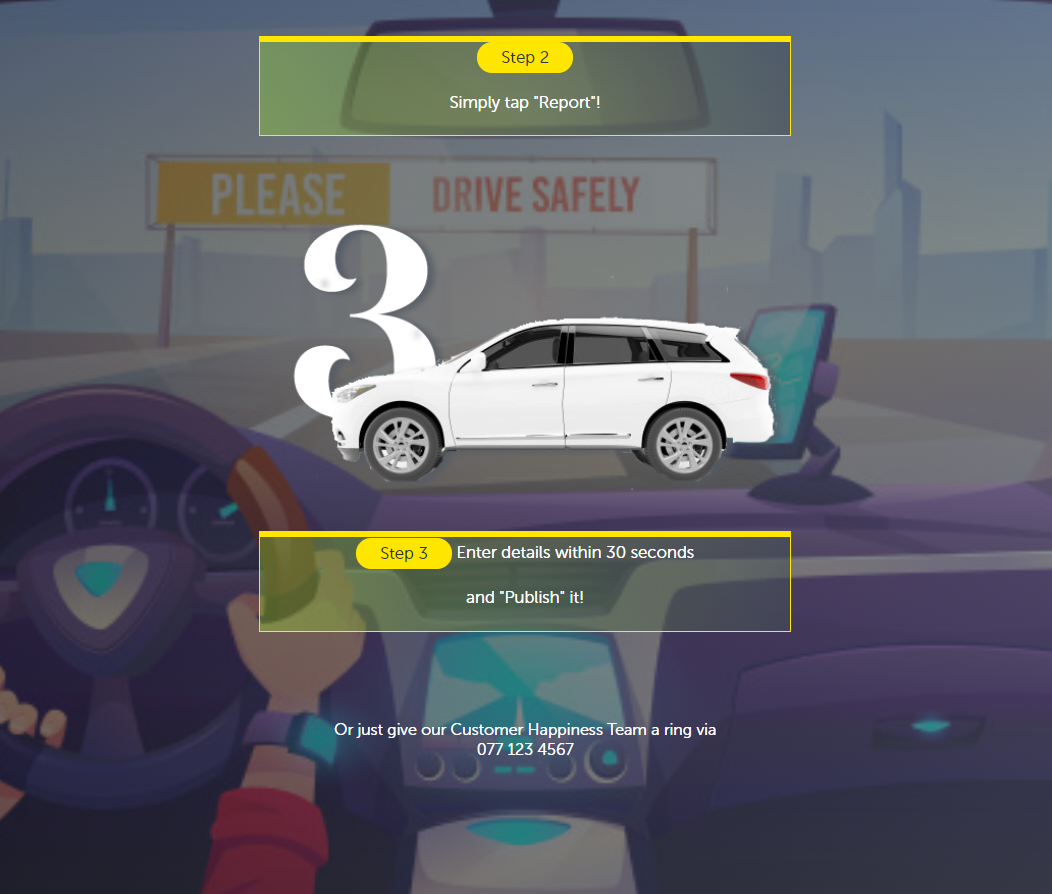 Step 2
Simply tap "Report"!
PLEASE DRIVE SAFELY
3
Step 3 Enter details within 30 seconds
and "Publish" it!
Or just give our Customer Happiness Team a ring via
077 123 4567